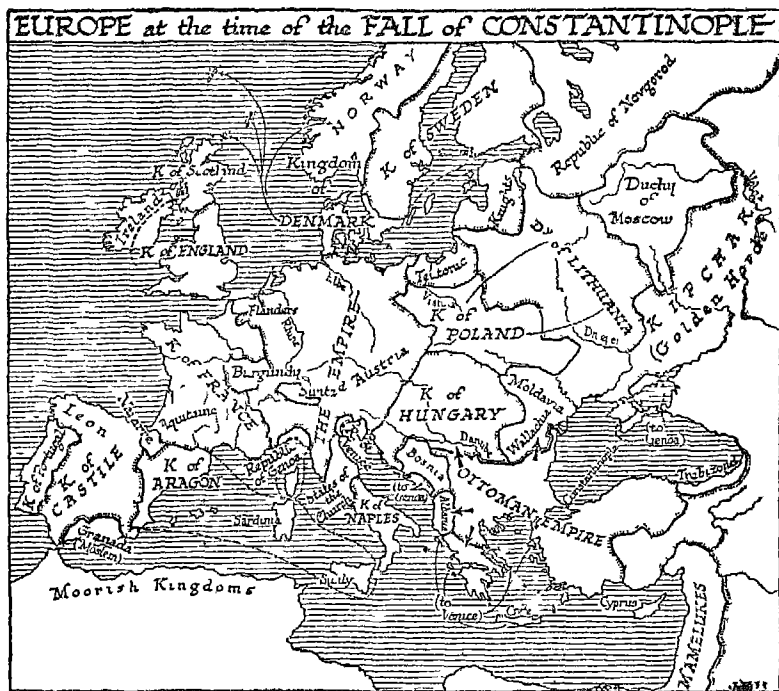 EUROPE at the time of the FALL of CONSTANTINOPLE
NORWAY
K of SWEDEN
Republic of Novgorod
K of Scotland
Kingdom
of
DENMARK
Ireland
K of ENGLAND
Knights
Duchy
of
Moscow
KIPCHAK
(Golden Horde)
Volga
Dy of LITHUANIA
Teutonic
Vistula
K of
POLAND
Dnieper
Elbe
Flanders
Rhine
THE EMPIRE
K of FRANCE
Burgundy
Austria
Aquitaine
K of
HUNGARY
Moldavia
Wallachia
Danube
Navarre
Leon
K of Portugal
K of
CASTILE
K of
ARAGON
Republic
of Genoa
States of
the
Church
Bosnia
(to
Venice)
OTTOMAN EMPIRE
Constantinople
(to
Genoa)
Trebizond
K of
NAPLES
Albania
Sardinia
Granada
(Moslem)
Sicily
(to
Venice)
Crete
Cyprus
Moorish Kingdoms
MAMELUKES